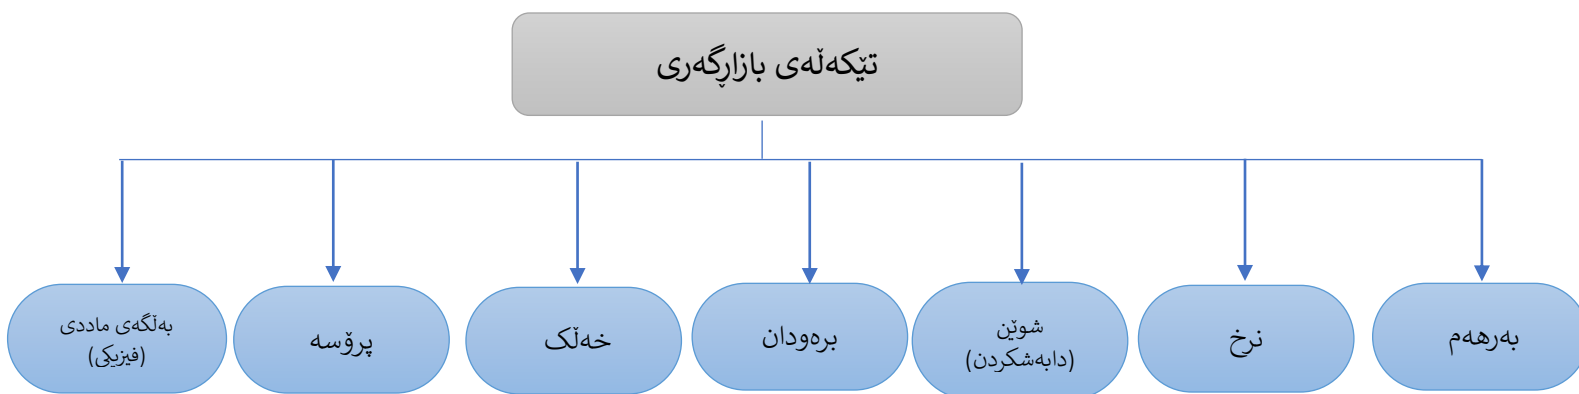 تێکەڵەی بازاڕگەری
بەرهەم
نرخ
شوێن
(دابەشکردن)
برەودان
خەڵک
پرۆسە
بەڵگەی ماددی
(فیزیکی)